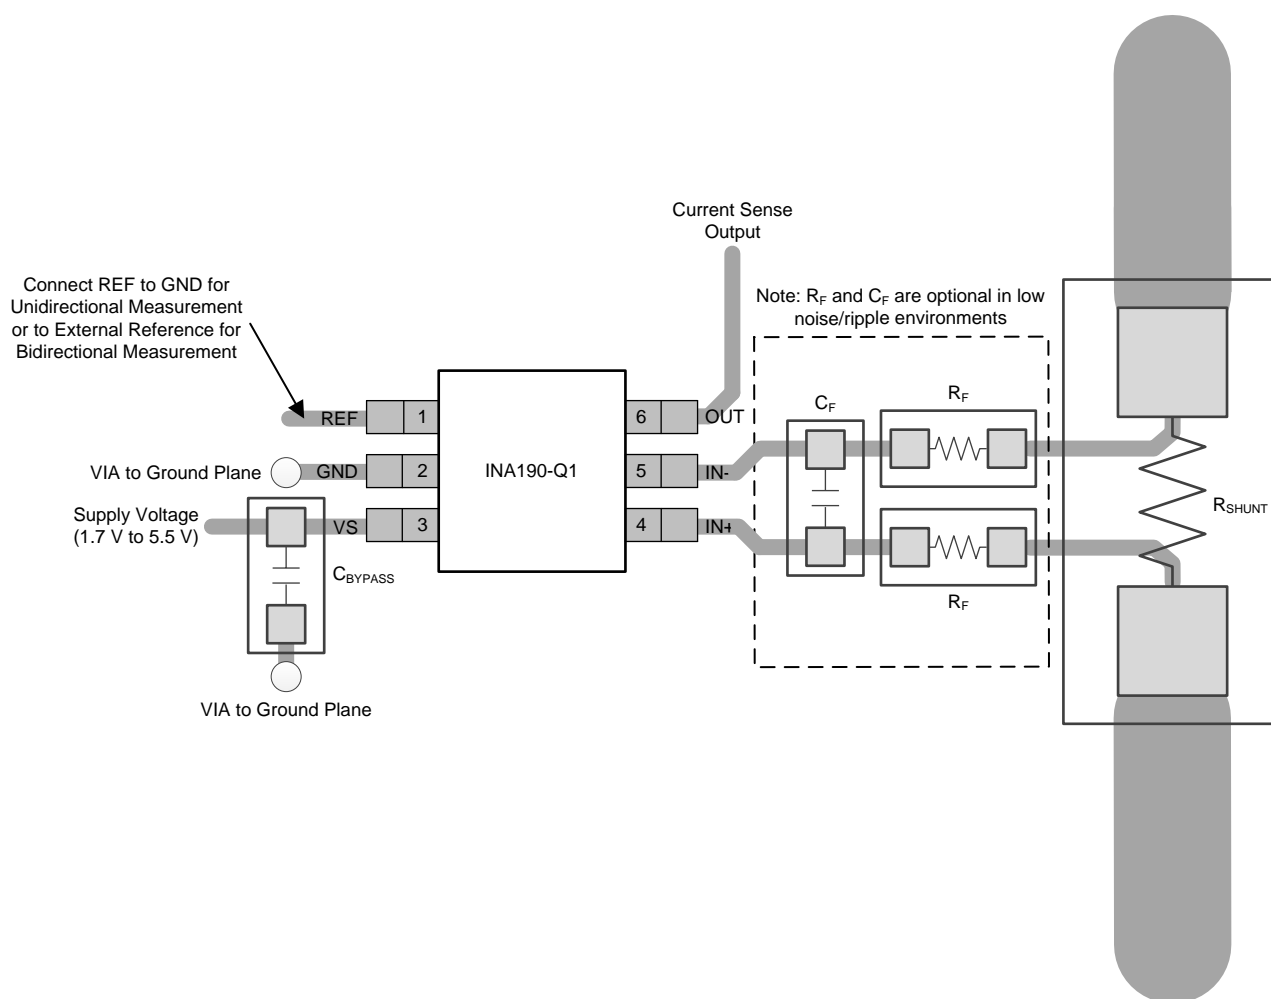 Current Sense
Output
Connect REF to GND for
Unidirectional Measurement
or to External Reference for
Bidirectional Measurement
Note: RF and CF are optional in low
noise/ripple environments
REF
1
6
OUT
CF
RF
VIA to Ground Plane
GND
2
INA190-Q1
5
IN-
RSHUNT
Supply Voltage
(1.7 V to 5.5 V)
VS
3
4
IN+
CBYPASS
RF
VIA to Ground Plane